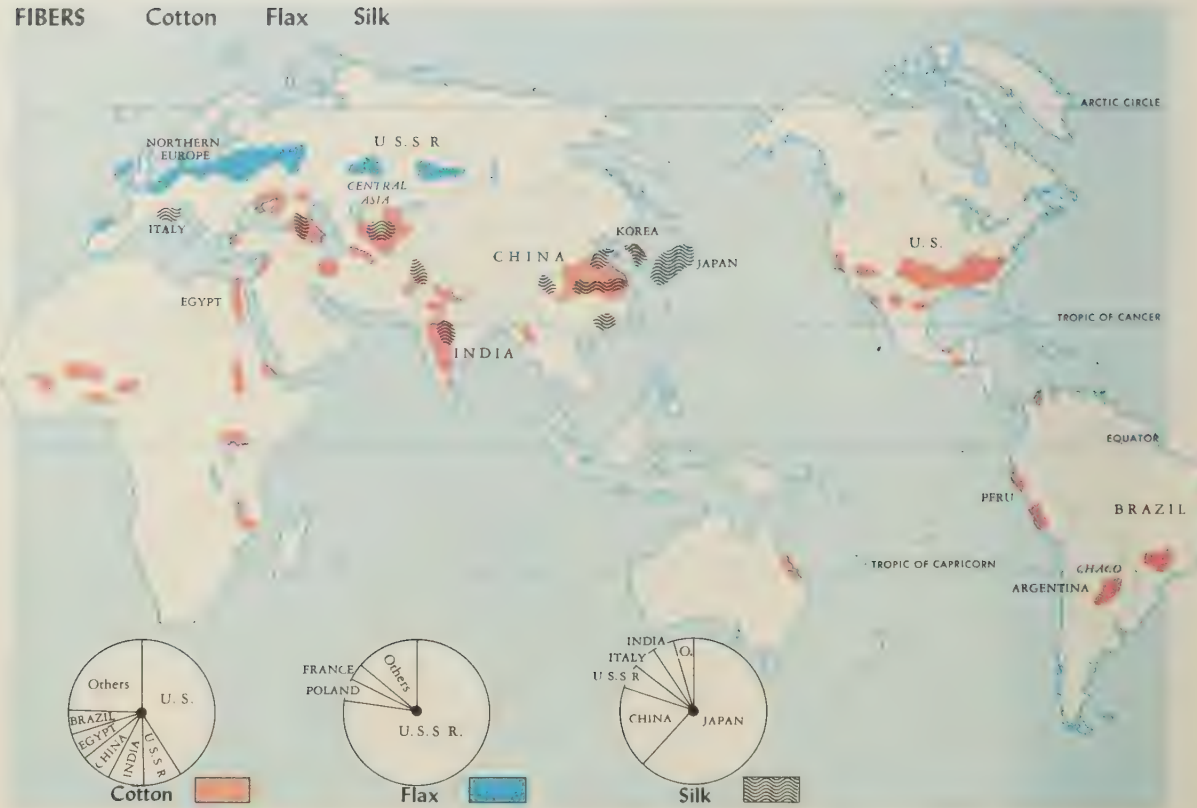 FIBERS Cotton Flax Silk
ARCTIC CIRCLE
NORTHERN
EUROPE
U.S.S R
CENTRAL
ASIA
ITALY
KOREA
CHINA
JAPAN
U.S.
EGYPT
TROPIC OF CANCER
INDIA
EQUATOR
PERU
BRAZIL
TROPIC OF CAPRICORN
CHACO
ARGENTINA
Others
U.S.
BRAZIL
EGYPT
CHINA
INDIA
U.S.S R
Cotton
FRANCE
POLAND
Others
U.S.S R.
Flax
INDIA
O.
ITALY
U.S.S R
CHINA
JAPAN
Silk